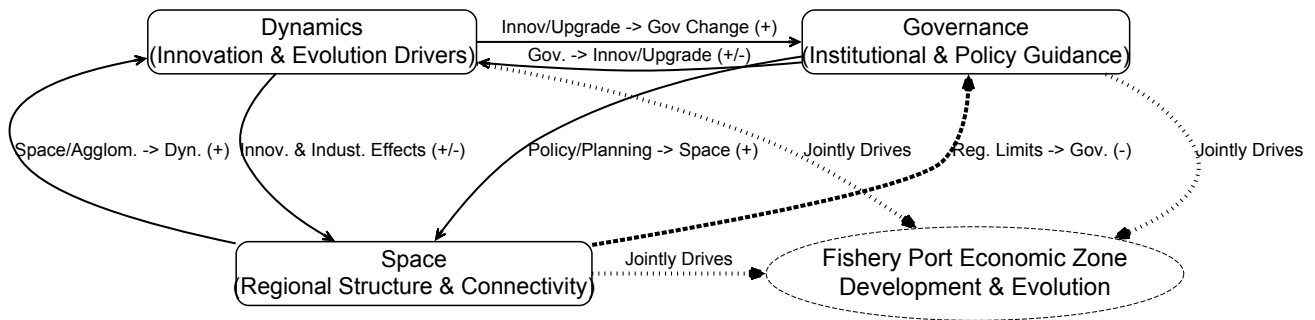 Dynamics
(Innovation & Evolution Drivers)
Innov/Upgrade -> Gov Change (+)
Gov. -> Innov/Upgrade (+/-)
Governance
(Institutional & Policy Guidance)
Space/Agglom. -> Dyn. (+)
Innov. & Indust. Effects (+/-)
Policy/Planning -> Space (+)
Jointly Drives
Reg. Limits -> Gov. (-)
Jointly Drives
Space
(Regional Structure & Connectivity)
Jointly Drives
Fishery Port Economic Zone
Development & Evolution